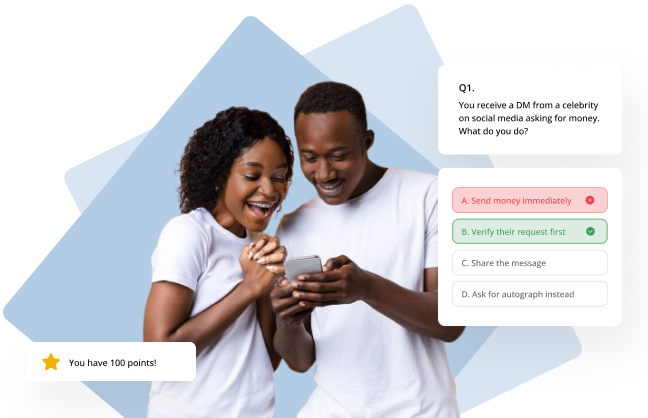 Q1.
You receive a DM from a celebrity
on social media asking for money.
What do you do?
A. Send money immediately
B. Verify their request first
C. Share the message
D. Ask for autograph instead
You have 100 points!